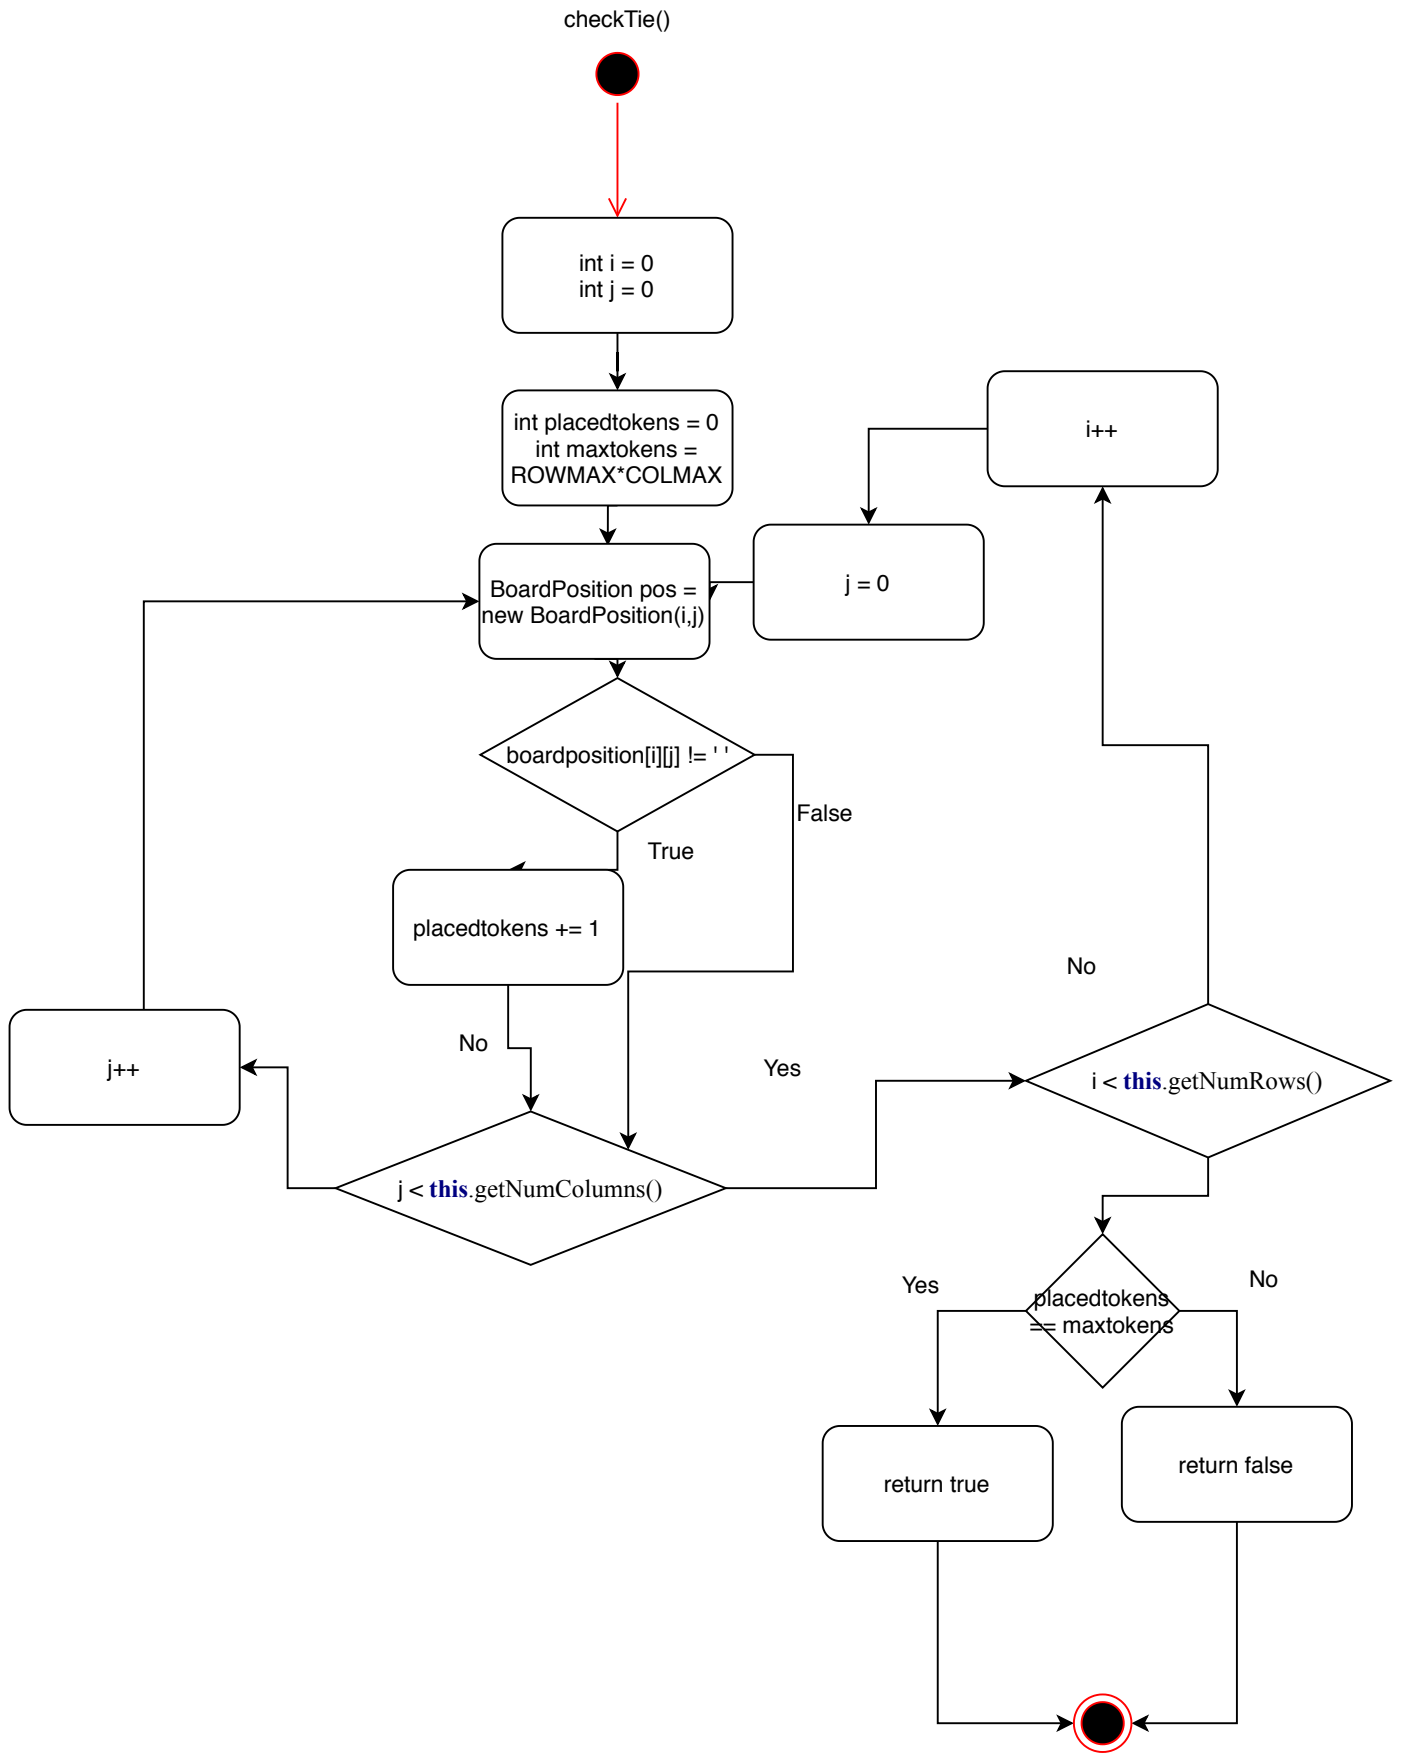 checkTie()
int i = 0
int j = 0
int placedtokens = 0
int maxtokens =
ROWMAX*COLMAX
i++
j = 0
BoardPosition pos =
new BoardPosition(i,j)
boardposition[i][j] != ' '
False
True
placedtokens += 1
No
No
j++
Yes
i < this.getNumRows()
j < this.getNumColumns()
Yes
No
placedtokens
== maxtokens
return true
return false